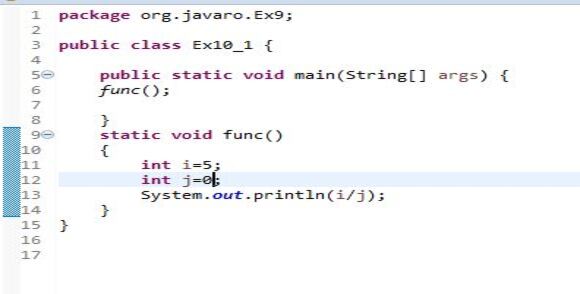 1 package org.javaro.Ex9;
2
3 public class Ex10_1 {
4
5 public static void main(String[] args) {
6 func();
7
8 }
9 static void func()
10 {
11 int i=5;
12 int j=0;
13 System.out.println(i/j);
14 }
15 }
16
17